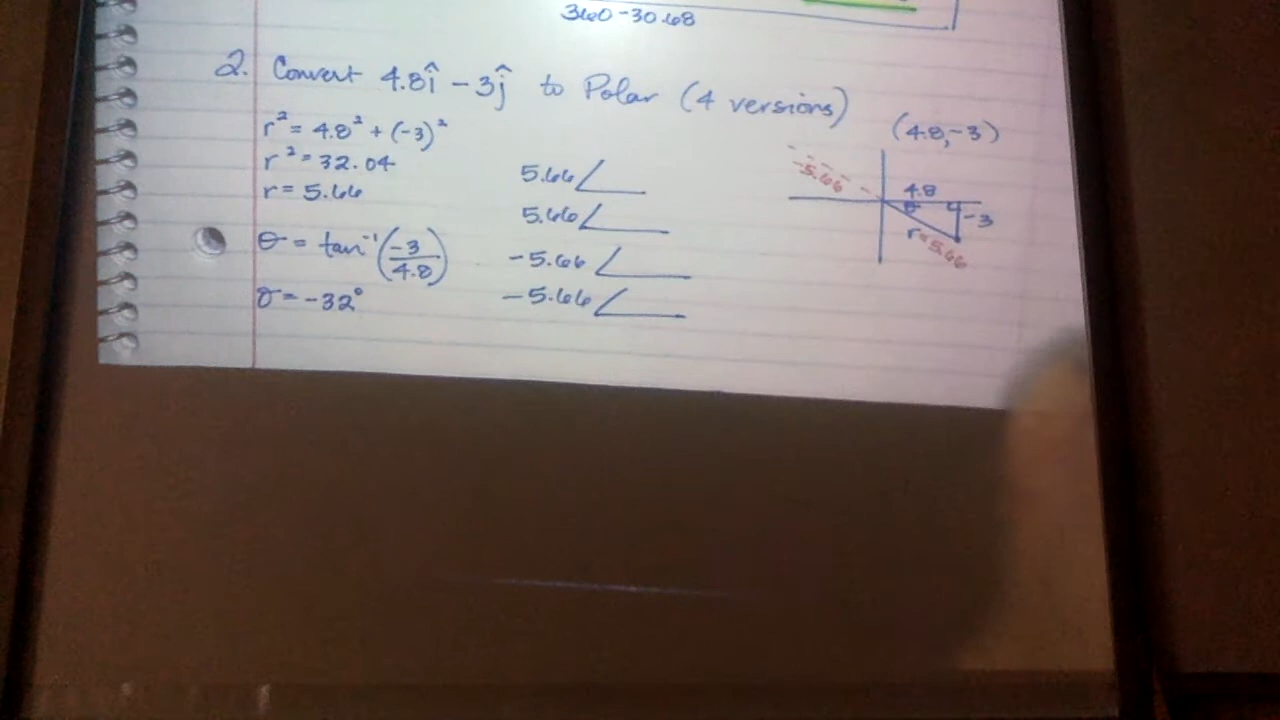 360-30.68
2. Convert 4.8î - 3ĵ to Polar (4 versions)
r² = 4.8² + (-3)²
r² = 32.04
r = 5.66
θ = tan⁻¹(-3/4.8)
θ = -32°
5.66∠
5.66∠
-5.66∠
-5.66∠
(4.8,-3)
-5.66
4.8
θ
-3
r=5.66